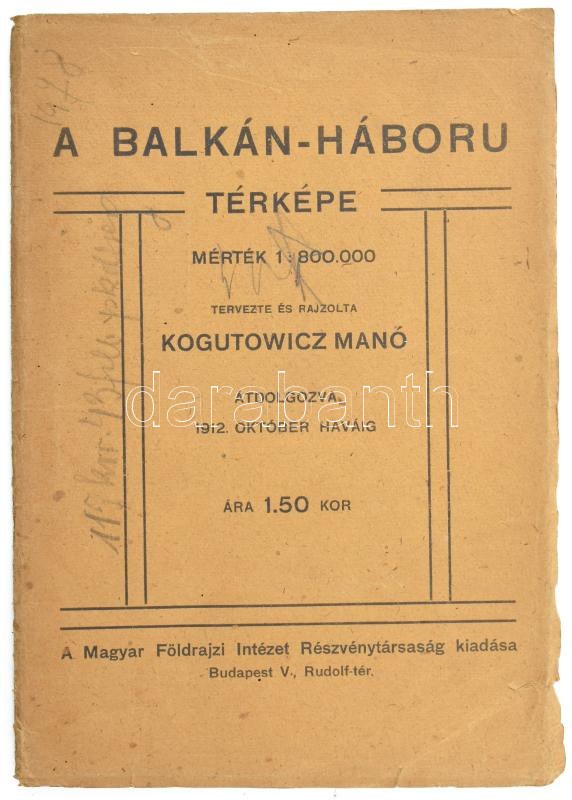 1978
A BALKÁN-HÁBORU
TÉRKÉPE
MÉRTÉK 1:800.000
TERVEZTE ÉS RAJZOLTA
KOGUTOWICZ MANÓ
darabanth
ÁTDOLGOZVA
1912. OKTÓBER HAVÁIG
ÁRA 1.50 KOR
A Magyar Földrajzi Intézet Részvénytársaság kiadása
Budapest V., Rudolf-tér.